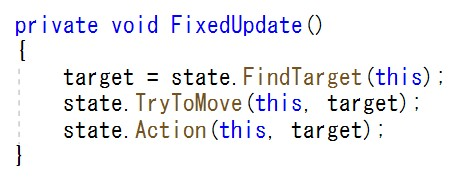 private void FixedUpdate()
{
    target = state.FindTarget(this);
    state.TryToMove(this, target);
    state.Action(this, target);
}